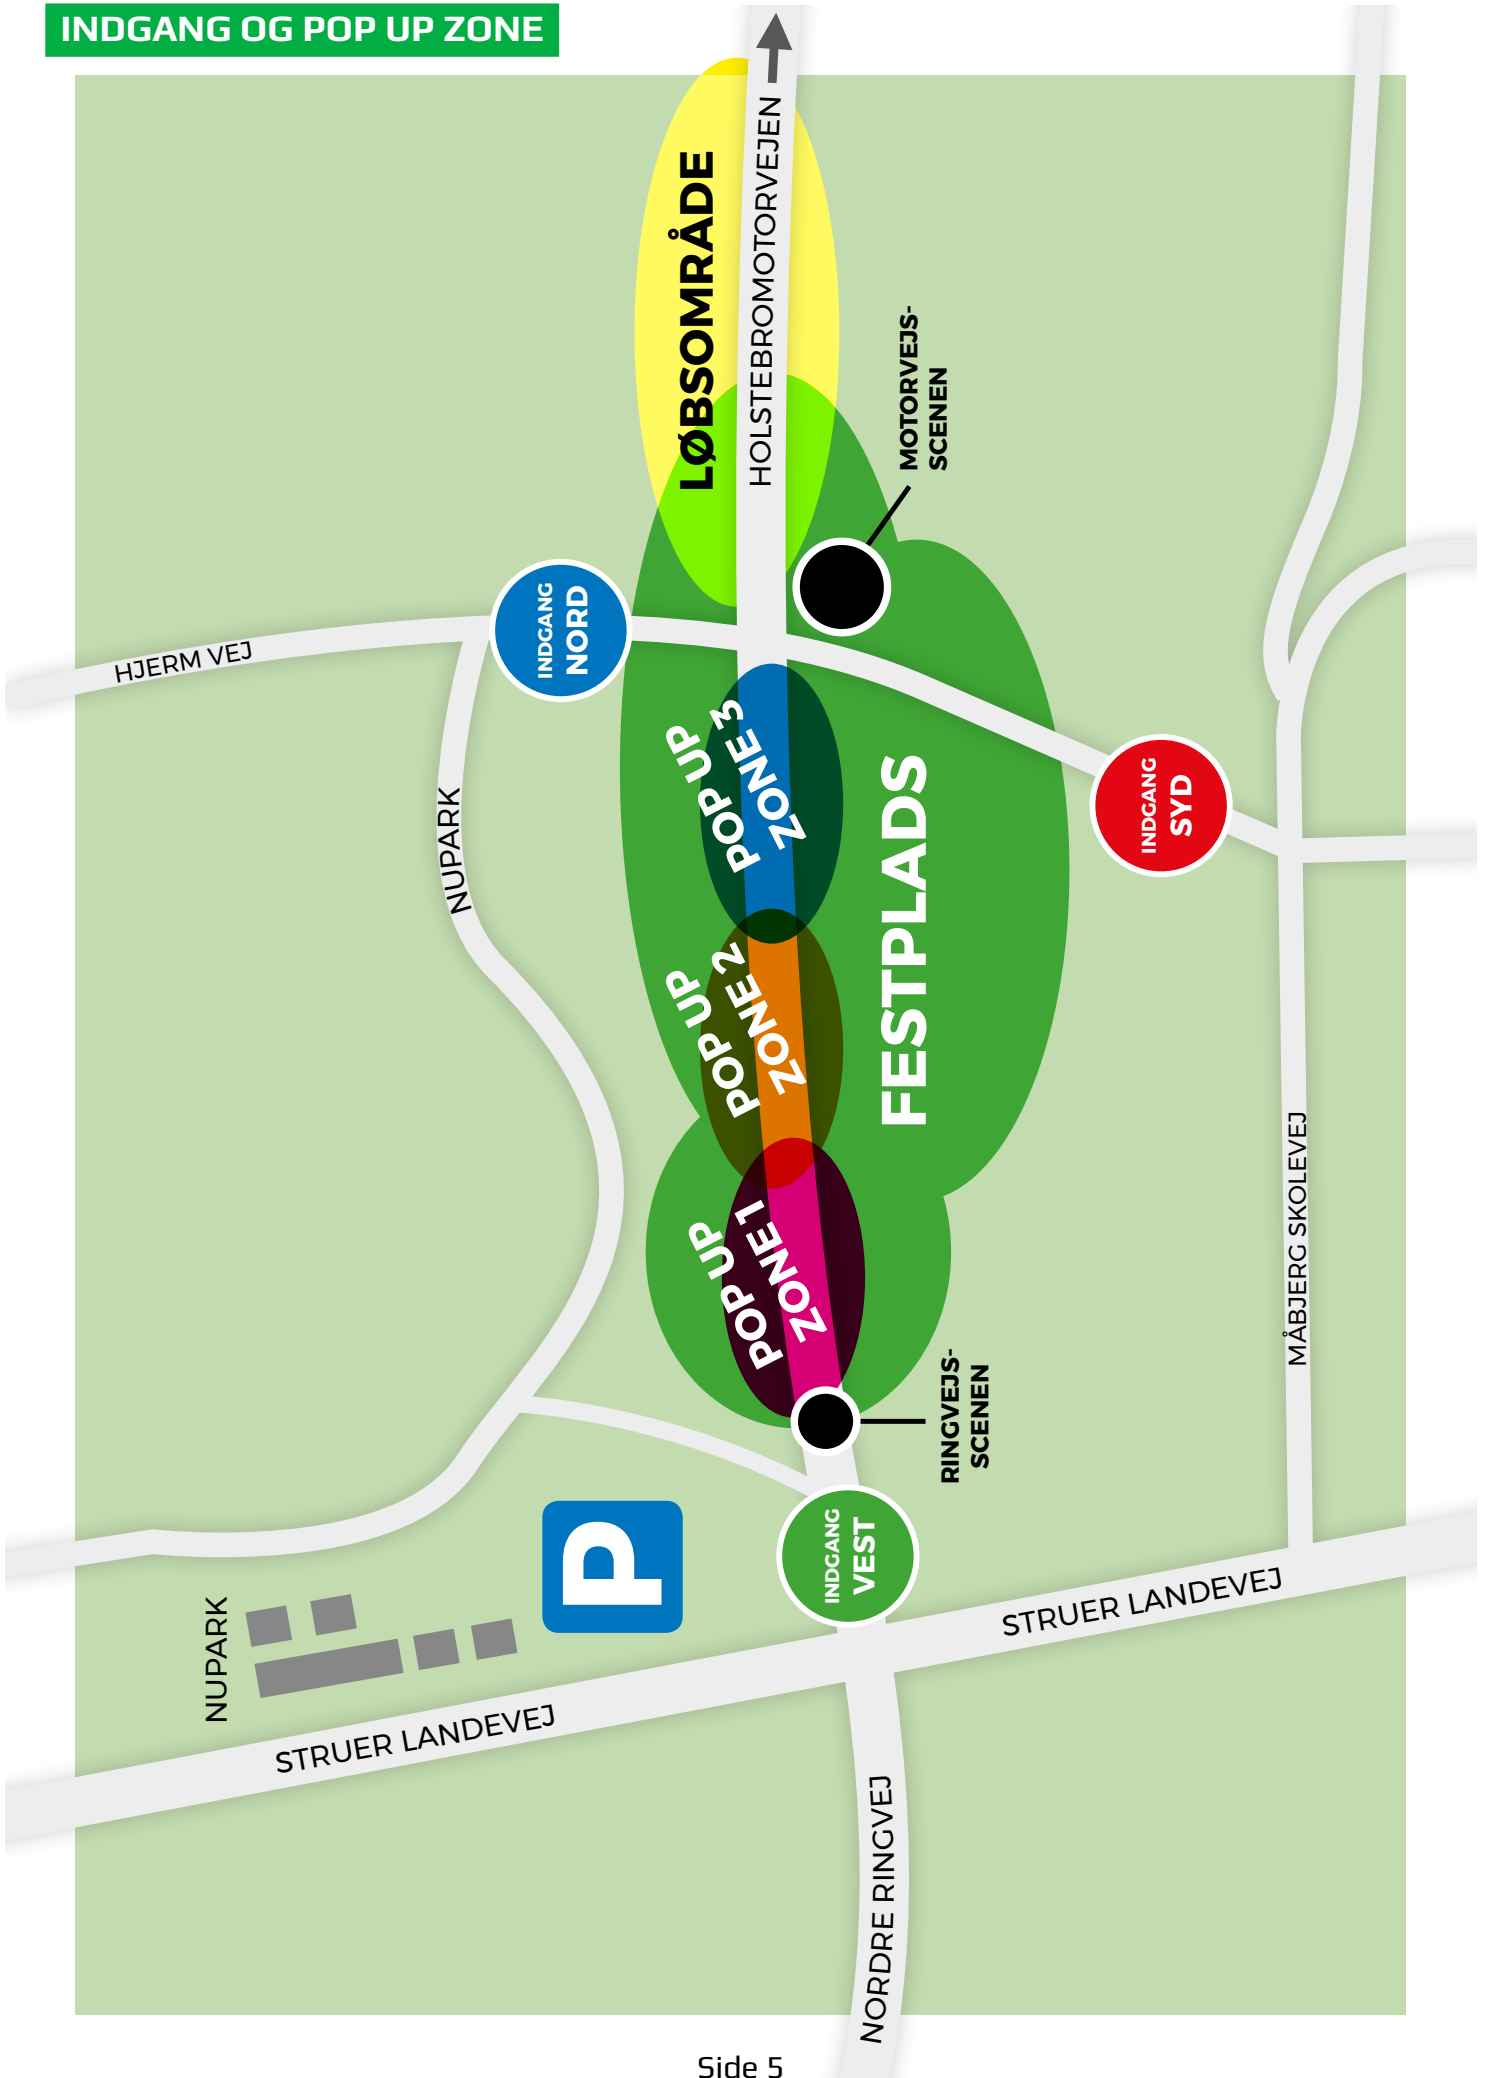 INDGANG OG POP UP ZONE
HOLSTEBROMOTORVEJEN
LØBSOMRÅDE
MOTORVEJS-
SCENEN
INDGANG
NORD
HJERM VEJ
NUPARK
POP UP
ZONE 3
INDGANG
SYD
FESTPLADS
POP UP
ZONE 2
POP UP
ZONE 1
MÅBJERG SKOLEVEJ
RINGVEJS-
SCENEN
P
INDGANG
VEST
NUPARK
STRUER LANDEVEJ
STRUER LANDEVEJ
NORDRE RINGVEJ
Side 5